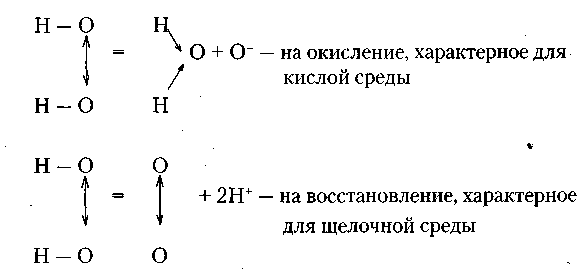 H – O H
= O + O⁻ — на окисление, характерное для
кислой среды
H – O H
H – O O
= + 2H⁺ — на восстановление, характерное
для щелочной среды
H – O O